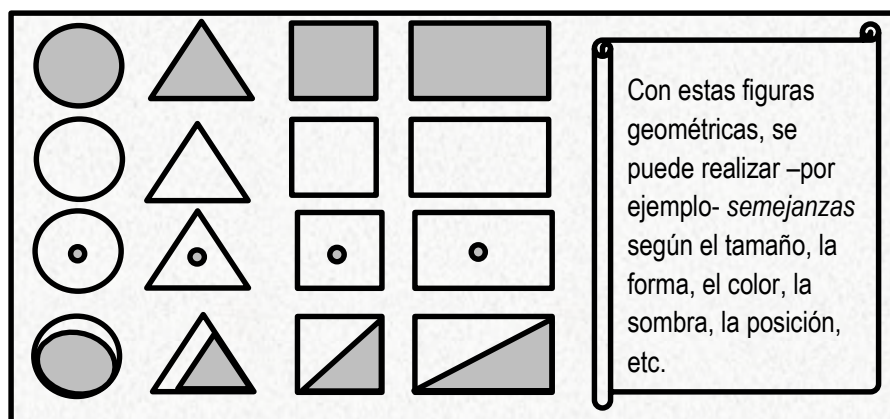 Con estas figuras
geométricas, se
puede realizar –por
ejemplo- semejanzas
según el tamaño, la
forma, el color, la
sombra, la posición,
etc.